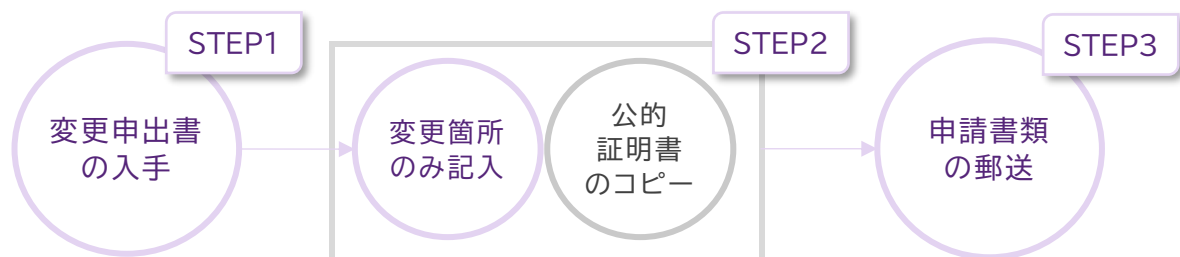 STEP1
変更申出書
の入手
STEP2
変更箇所
のみ記入
公的
証明書
のコピー
STEP3
申請書類
の郵送